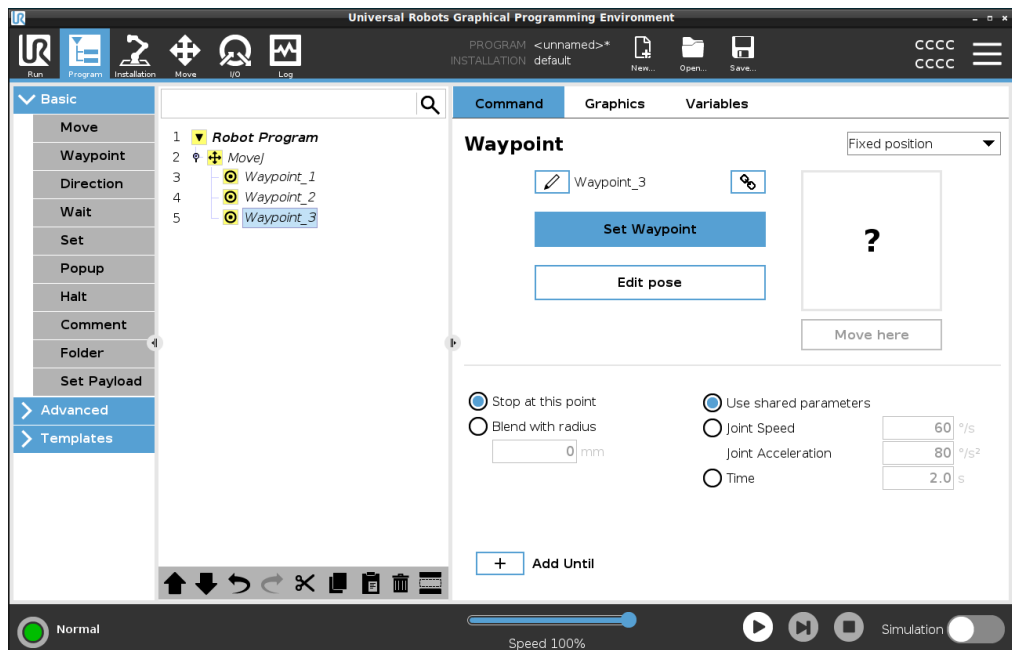 Universal Robots Graphical Programming Environment
UR
Run
Program
Installation
Move
I/O
Log
PROGRAM <unnamed>*
INSTALLATION default
New...
Open...
Save...
CCCC
CCCC
Basic
Move
Waypoint
Direction
Wait
Set
Popup
Halt
Comment
Folder
Set Payload
Advanced
Templates
1 Robot Program
2 MoveJ
3 Waypoint_1
4 Waypoint_2
5 Waypoint_3
Command Graphics Variables
Waypoint
Fixed position
Waypoint_3
Set Waypoint
Edit pose
?
Move here
Stop at this point
Blend with radius
0 mm
Use shared parameters
Joint Speed 60 °/s
Joint Acceleration 80 °/s²
Time 2.0 s
+ Add Until
Normal
Speed 100%
Simulation